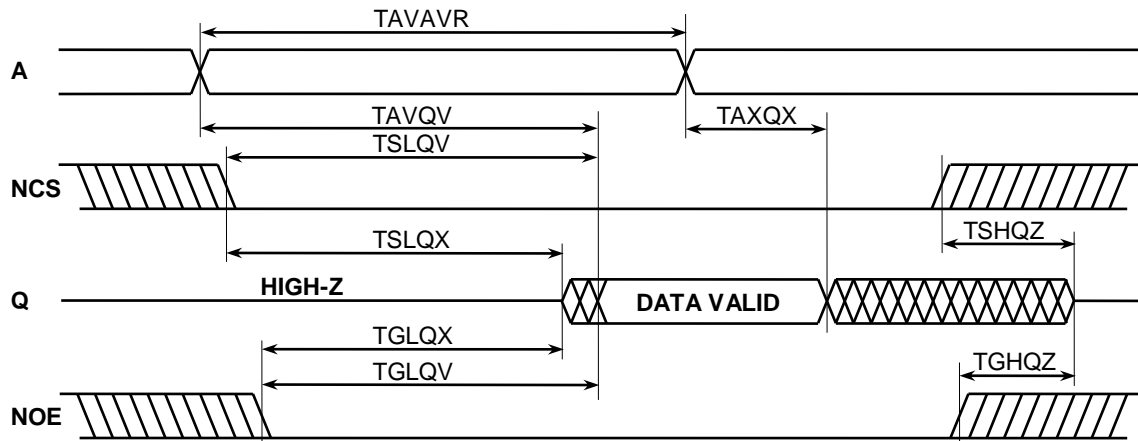 TAVAVR
A
TAVQV
TAXQX
TSLQV
NCS
TSLQX
TSHQZ
HIGH-Z
Q
DATA VALID
TGLQX
TGHQZ
TGLQV
NOE